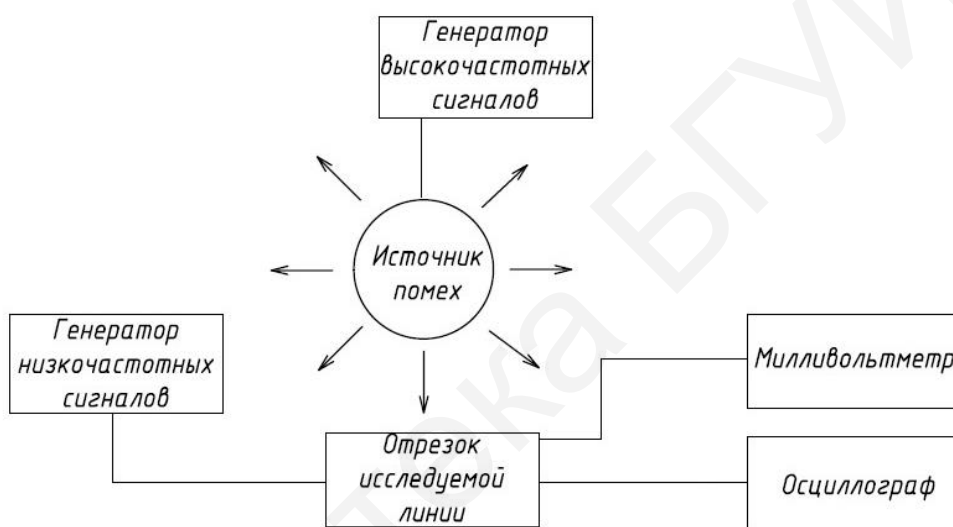 Генератор
высокочастотных
сигналов
Источник
помех
Генератор
низкочастотных
сигналов
Милливольтметр
Отрезок
исследуемой
линии
Осциллограф